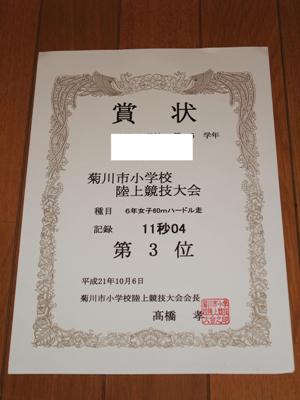 賞状
学年
菊川市小学校
陸上競技大会
種目 6年女子60mハードル走
記録 11秒04
第3位
平成21年10月6日
菊川市小学校陸上競技大会会長
髙橋 孝